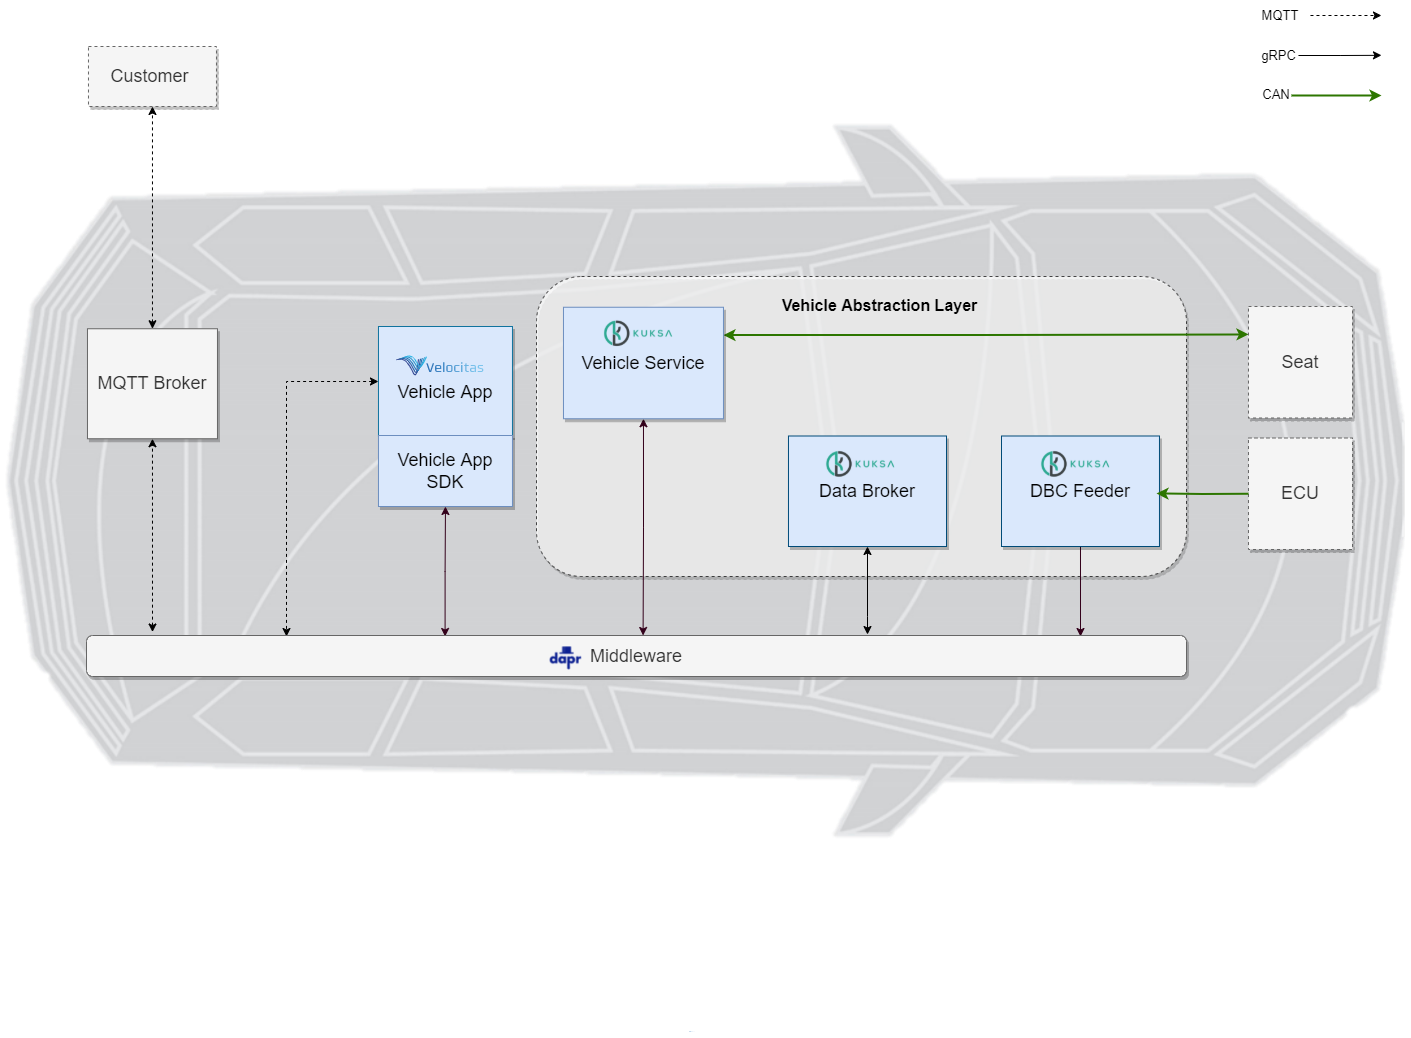 MQTT
gRPC
CAN
Customer
MQTT Broker
Velocitas
Vehicle App
Vehicle App
SDK
Vehicle Abstraction Layer
KUKSA
Vehicle Service
KUKSA
Data Broker
KUKSA
DBC Feeder
Seat
ECU
dapr
Middleware